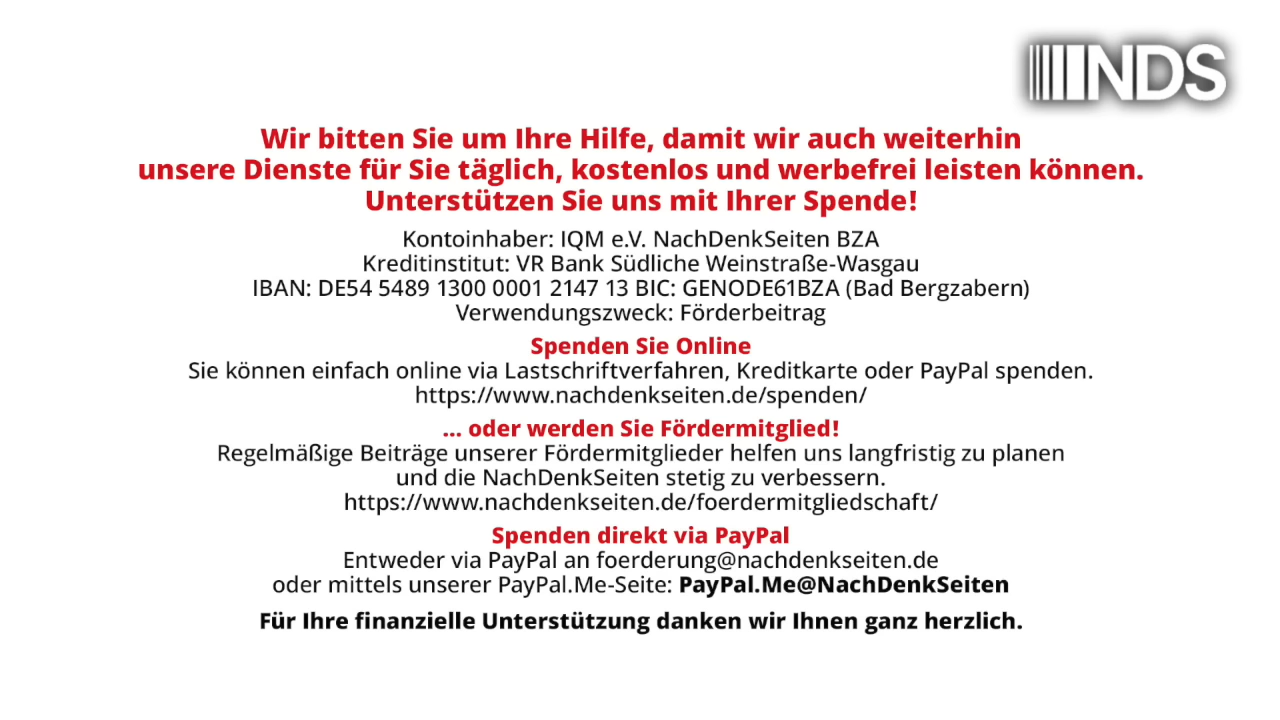 NDS
Wir bitten Sie um Ihre Hilfe, damit wir auch weiterhin
unsere Dienste für Sie täglich, kostenlos und werbefrei leisten können.
Unterstützen Sie uns mit Ihrer Spende!
Kontoinhaber: IQM e.V. NachDenkSeiten BZA
Kreditinstitut: VR Bank Südliche Weinstraße-Wasgau
IBAN: DE54 5489 1300 0001 2147 13 BIC: GENODE61BZA (Bad Bergzabern)
Verwendungszweck: Förderbeitrag
Spenden Sie Online
Sie können einfach online via Lastschriftverfahren, Kreditkarte oder PayPal spenden.
https://www.nachdenkseiten.de/spenden/
... oder werden Sie Fördermitglied!
Regelmäßige Beiträge unserer Fördermitglieder helfen uns langfristig zu planen
und die NachDenkSeiten stetig zu verbessern.
https://www.nachdenkseiten.de/foerdermitgliedschaft/
Spenden direkt via PayPal
Entweder via PayPal an foerderung@nachdenkseiten.de
oder mittels unserer PayPal.Me-Seite: PayPal.Me@NachDenkSeiten
Für Ihre finanzielle Unterstützung danken wir Ihnen ganz herzlich.